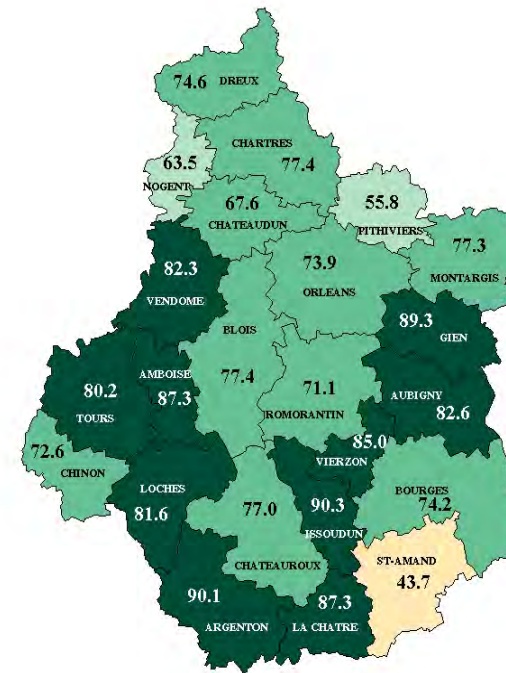 74.6 DREUX
CHARTRES
77.4
63.5
NOGENT
67.6
CHATEAUDUN
55.8
PITHIVIERS
77.3
MONTARGIS
73.9
ORLEANS
82.3
VENDOME
BLOIS
77.4
89.3
GIEN
AMBOISE
87.3
80.2
TOURS
71.1
ROMORANTIN
AUBIGNY
82.6
72.6
CHINON
85.0
VIERZON
LOCHES
81.6
77.0
CHATEAUROUX
90.3
ISSOUDUN
BOURGES
74.2
ST-AMAND
43.7
90.1
ARGENTON
87.3
LA CHATRE